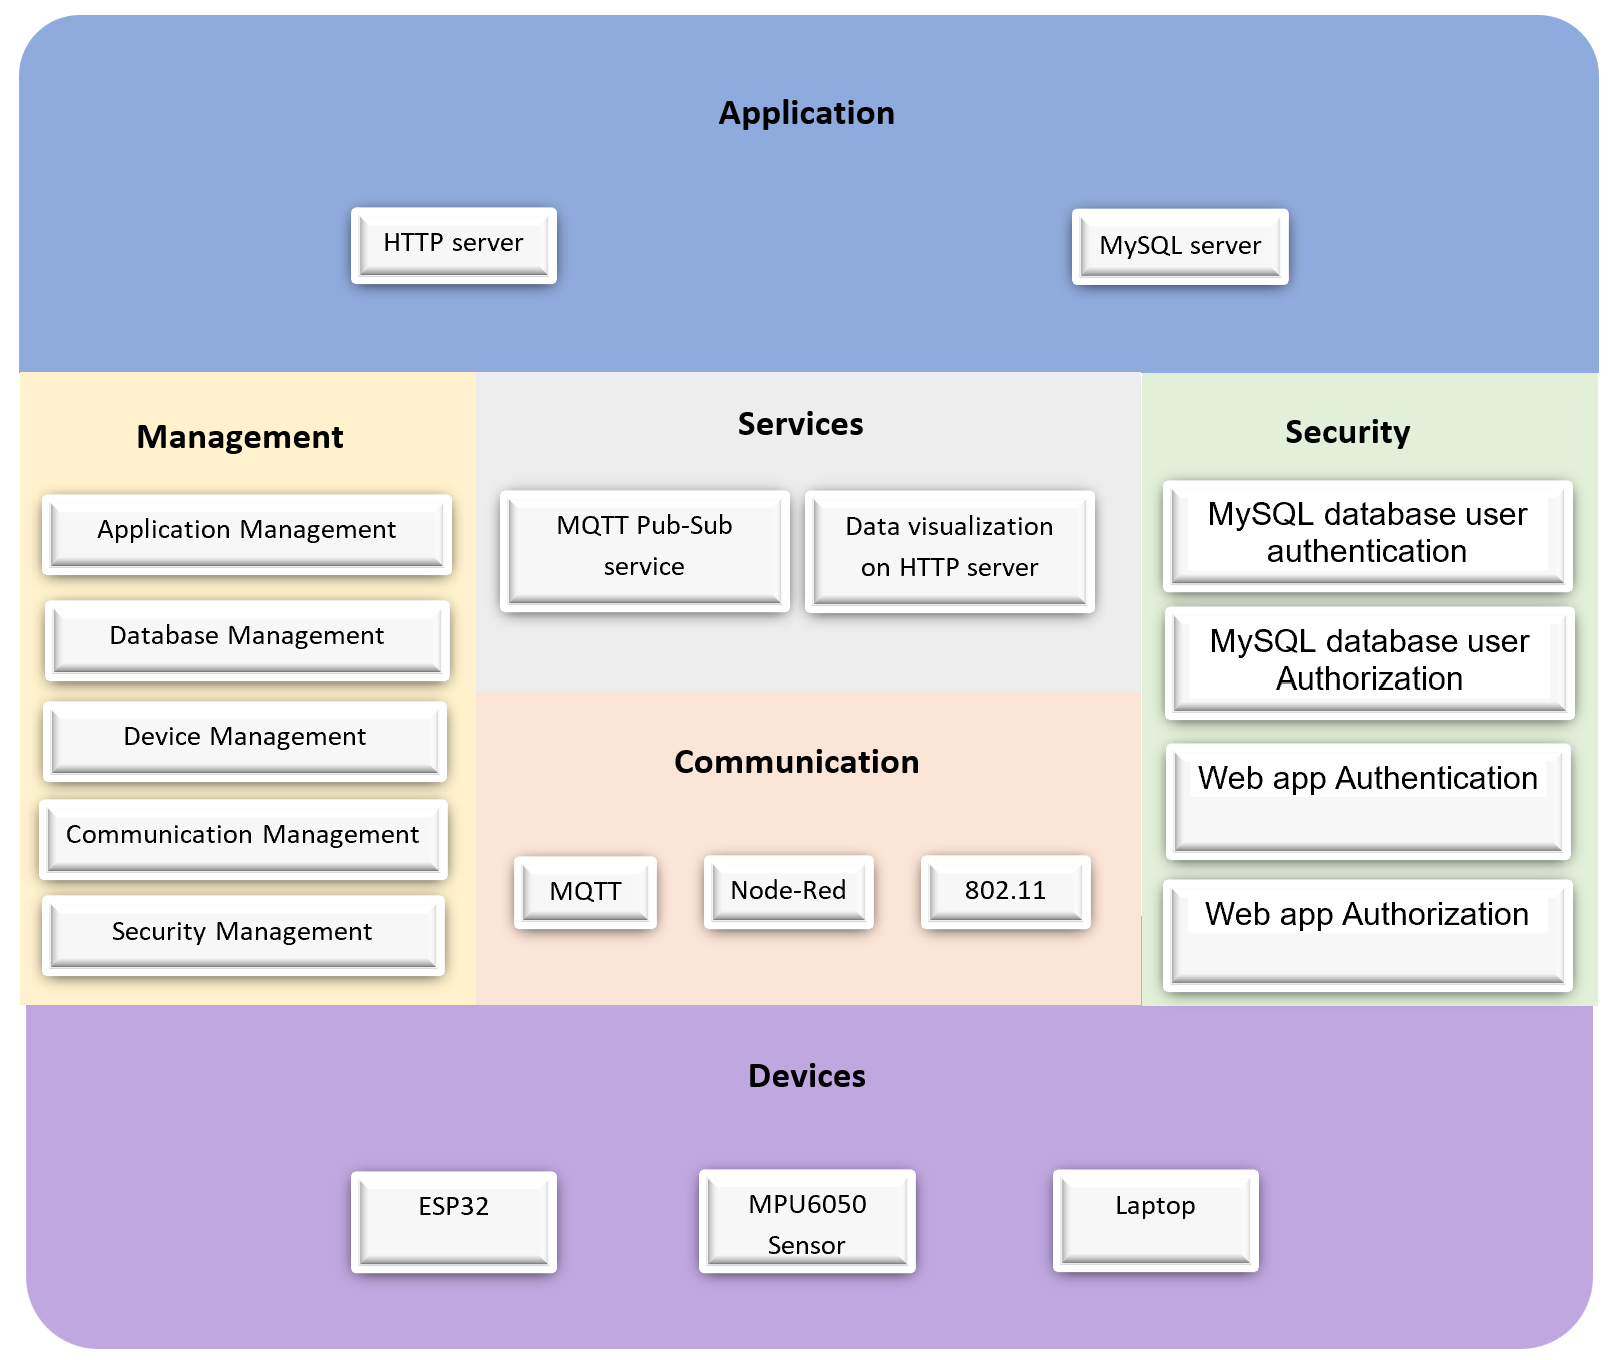 Application
HTTP server
MySQL server
Management
Application Management
Database Management
Device Management
Communication Management
Security Management
Services
MQTT Pub-Sub
service
Data visualization
on HTTP server
Communication
MQTT
Node-Red
802.11
Security
MySQL database user
authentication
MySQL database user
Authorization
Web app Authentication
Web app Authorization
Devices
ESP32
MPU6050
Sensor
Laptop